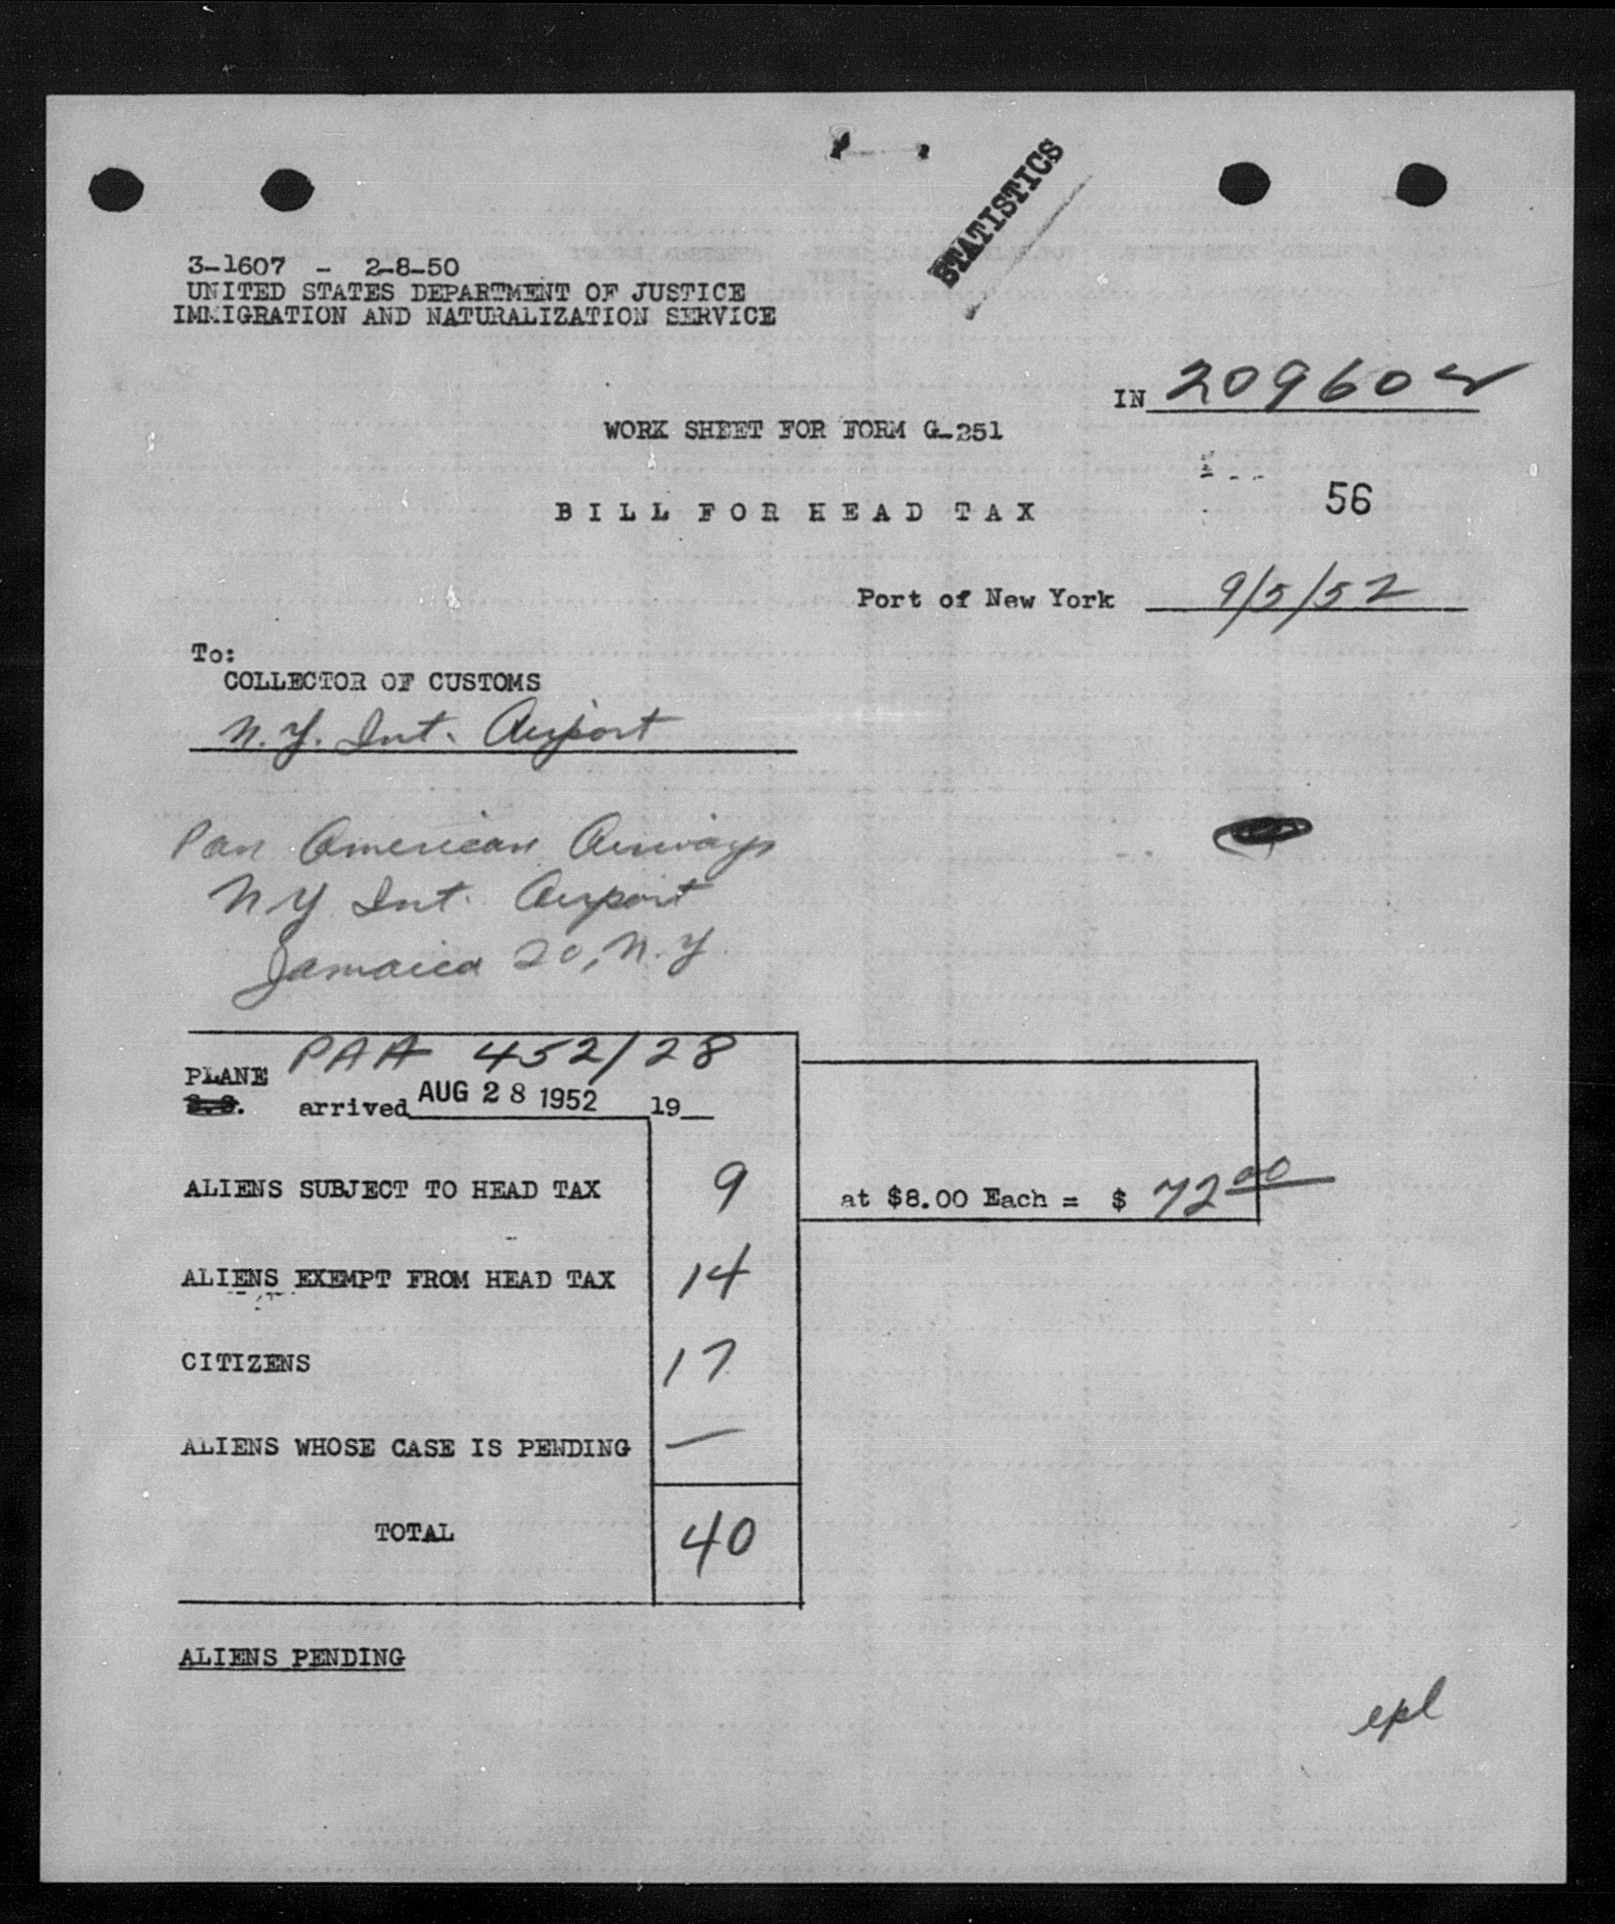 STATISTICS
3-1607 - 2-8-50
UNITED STATES DEPARTMENT OF JUSTICE
IMMIGRATION AND NATURALIZATION SERVICE
IN 209602
WORK SHEET FOR FORM G-251
56
BILL FOR HEAD TAX
Port of New York 9/5/52
To:
COLLECTOR OF CUSTOMS
N.Y. Int. Airport
Pan American Airways
NY Int. Airport
Jamaica 20, N.Y.
PLANE PAA 452/28
S.S. arrived AUG 28 1952 19__
ALIENS SUBJECT TO HEAD TAX 9 at $8.00 Each = $ 72 00
ALIENS EXEMPT FROM HEAD TAX 14
CITIZENS 17
ALIENS WHOSE CASE IS PENDING —
TOTAL 40
ALIENS PENDING
epl